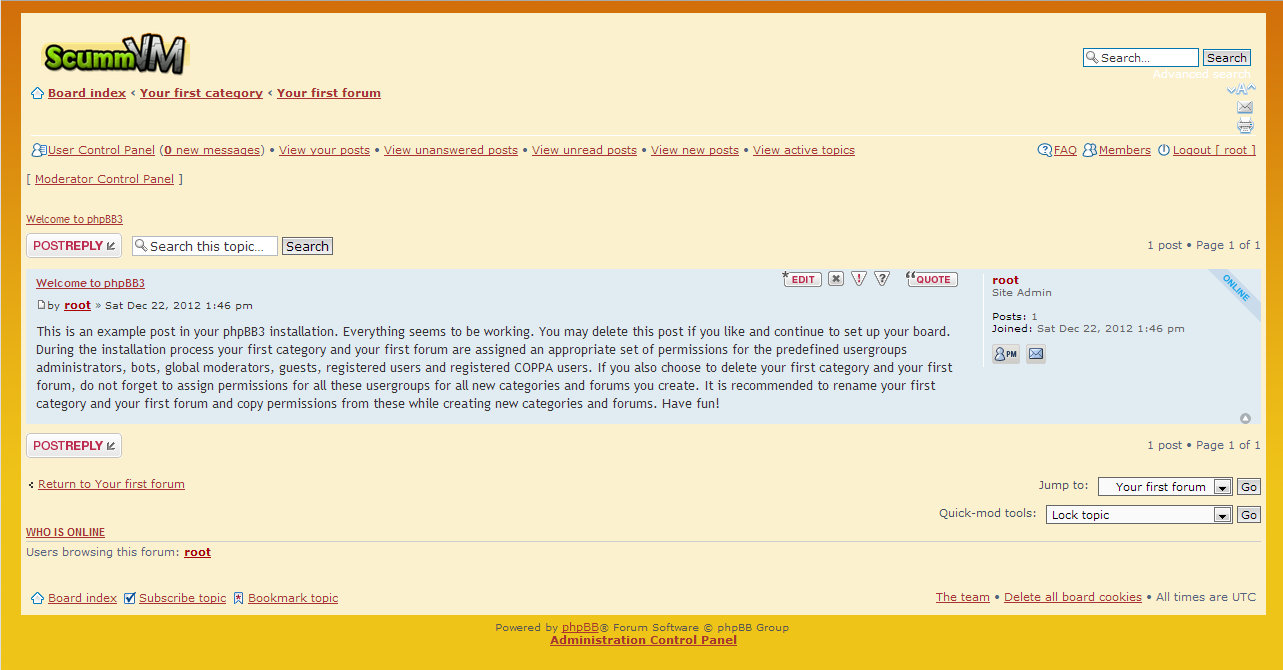 ScummVM
Search... Search
Advanced search
Board index ‹ Your first category ‹ Your first forum
A
User Control Panel (0 new messages) • View your posts • View unanswered posts • View unread posts • View new posts • View active topics
FAQ Members Logout [ root ]
[ Moderator Control Panel ]
Welcome to phpBB3
POSTREPLY Search this topic... Search
1 post • Page 1 of 1
Welcome to phpBB3
* EDIT ! ? “ QUOTE
by root » Sat Dec 22, 2012 1:46 pm
This is an example post in your phpBB3 installation. Everything seems to be working. You may delete this post if you like and continue to set up your board.
During the installation process your first category and your first forum are assigned an appropriate set of permissions for the predefined usergroups
administrators, bots, global moderators, guests, registered users and registered COPPA users. If you also choose to delete your first category and your first
forum, do not forget to assign permissions for all these usergroups for all new categories and forums you create. It is recommended to rename your first
category and your first forum and copy permissions from these while creating new categories and forums. Have fun!
root
ONLINE
Site Admin
Posts: 1
Joined: Sat Dec 22, 2012 1:46 pm
PM
POSTREPLY
1 post • Page 1 of 1
Return to Your first forum
Jump to: Your first forum Go
Quick-mod tools: Lock topic Go
WHO IS ONLINE
Users browsing this forum: root
Board index Subscribe topic Bookmark topic
The team • Delete all board cookies • All times are UTC
Powered by phpBB® Forum Software © phpBB Group
Administration Control Panel